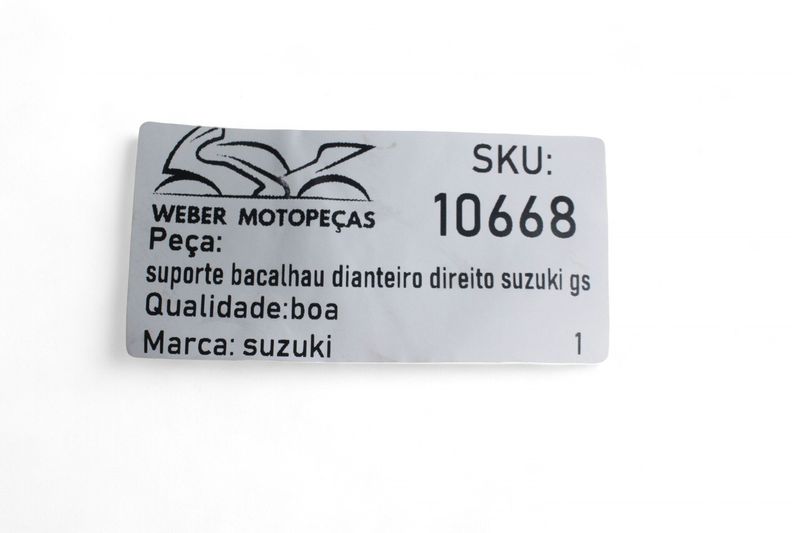 WEBER MOTOPEÇAS
SKU:
10668
Peça:
suporte bacalhau dianteiro direito suzuki gs
Qualidade:boa
Marca: suzuki
1